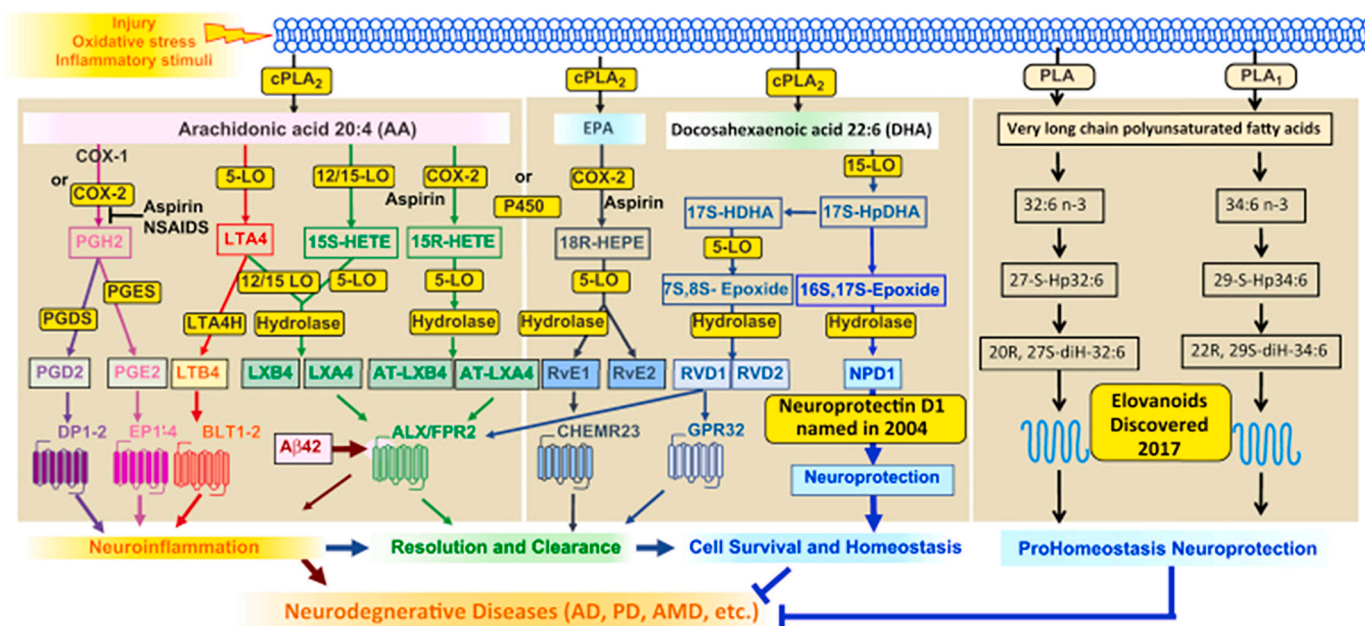 Injury
Oxidative stress
Inflammatory stimuli
cPLA2
cPLA2
cPLA2
PLA
PLA1
Arachidonic acid 20:4 (AA)
EPA
Docosahexaenoic acid 22:6 (DHA)
Very long chain polyunsaturated fatty acids
COX-1
or
COX-2
Aspirin
NSAIDS
5-LO
12/15-LO
COX-2
Aspirin
or
P450
COX-2
Aspirin
15-LO
32:6 n-3
34:6 n-3
PGH2
LTA4
15S-HETE
15R-HETE
18R-HEPE
17S-HDHA
17S-HpDHA
5-LO
PGES
12/15 LO
5-LO
5-LO
5-LO
7S,8S- Epoxide
16S,17S-Epoxide
27-S-Hp32:6
29-S-Hp34:6
PGDS
LTA4H
Hydrolase
Hydrolase
Hydrolase
Hydrolase
Hydrolase
20R, 27S-diH-32:6
22R, 29S-diH-34:6
PGD2
PGE2
LTB4
LXB4
LXA4
AT-LXB4
AT-LXA4
RvE1
RvE2
RVD1
RVD2
NPD1
Neuroprotectin D1
named in 2004
Elovanoids
Discovered
2017
DP1-2
EP1-4
BLT1-2
Aβ42
ALX/FPR2
CHEMR23
GPR32
Neuroprotection
Neuroinflammation
Resolution and Clearance
Cell Survival and Homeostasis
ProHomeostasis Neuroprotection
Neurodegnerative Diseases (AD, PD, AMD, etc.)